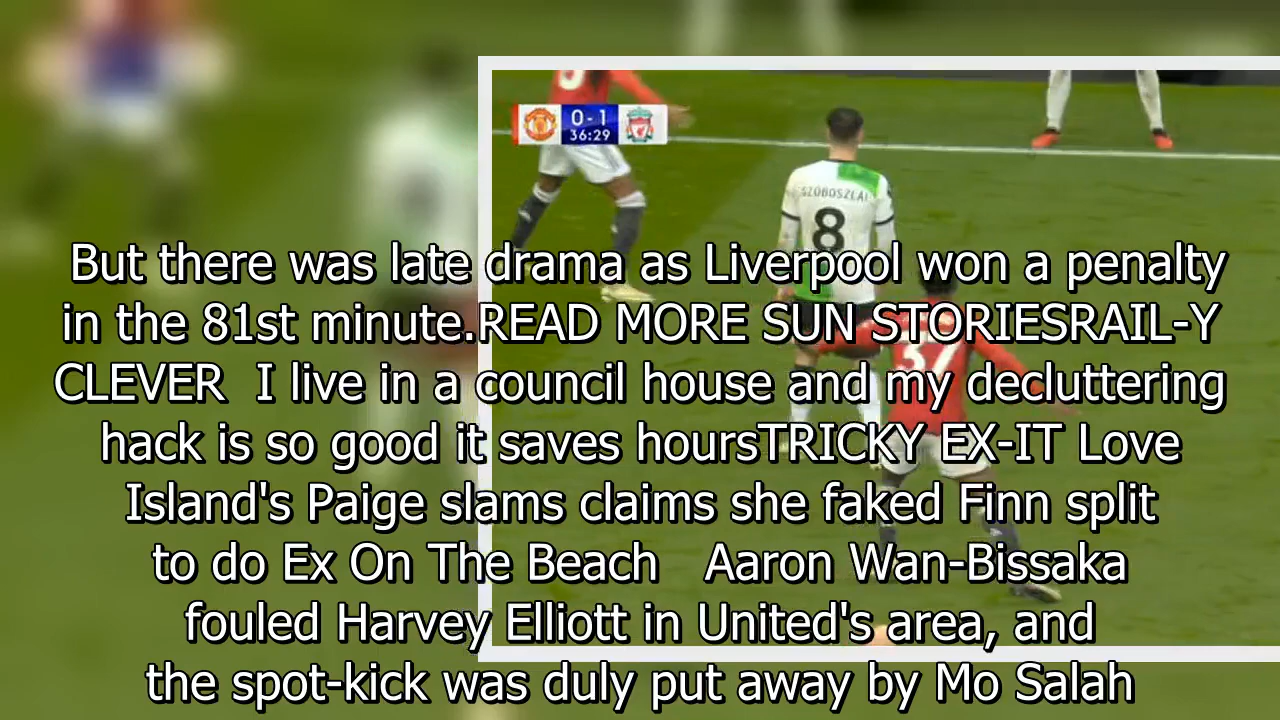 0-1
36:29
SZOBOSZLAI
8
37
But there was late drama as Liverpool won a penalty
in the 81st minute.READ MORE SUN STORIESRAIL-Y
CLEVER  I live in a council house and my decluttering
hack is so good it saves hoursTRICKY EX-IT Love
Island's Paige slams claims she faked Finn split
to do Ex On The Beach   Aaron Wan-Bissaka
fouled Harvey Elliott in United's area, and
the spot-kick was duly put away by Mo Salah